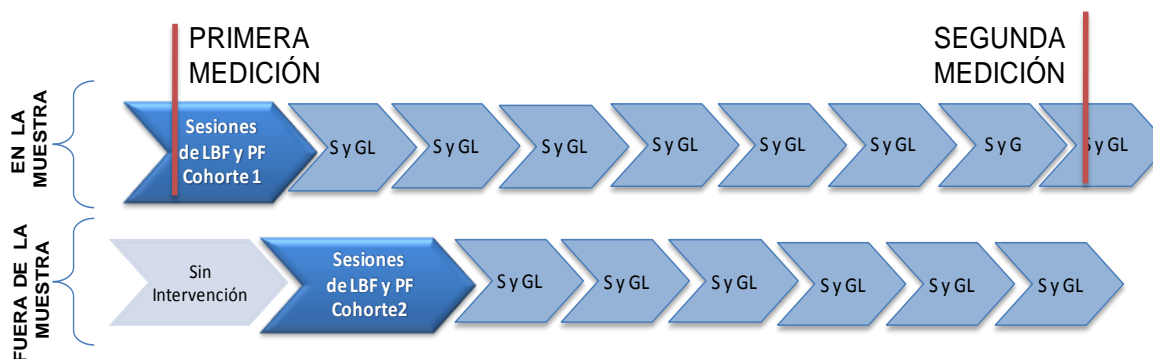 PRIMERA
MEDICIÓN
SEGUNDA
MEDICIÓN
EN LA
MUESTRA
Sesiones
de LBF y PF
Cohorte 1
S y GL
S y GL
S y GL
S y GL
S y GL
S y GL
S y G
S y GL
FUERA DE LA
MUESTRA
Sin
Intervención
Sesiones
de LBF y PF
Cohorte2
S y GL
S y GL
S y GL
S y GL
S y GL
S y GL